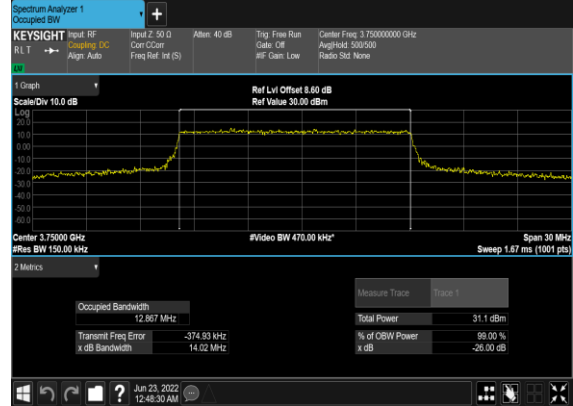 Spectrum Analyzer 1
Occupied BW
+
KEYSIGHT Input: RF Input Z: 50 Ω Atten: 40 dB Trig: Free Run Center Freq: 3.750000000 GHz
RLT Coupling: DC Corr CCorr Gate: Off Avg|Hold: 500/500
Align: Auto Freq Ref: Int (S) #IF Gain: Low Radio Std: None
LW
1 Graph Ref Lvl Offset 8.60 dB
Scale/Div 10.0 dB Ref Value 30.00 dBm
Log
20.0
10.0
0.00
-10.0
-20.0
-30.0
-40.0
-50.0
-60.0
Center 3.75000 GHz #Video BW 470.00 kHz* Span 30 MHz
#Res BW 150.00 kHz Sweep 1.67 ms (1001 pts)
2 Metrics
Measure Trace Trace 1
Occupied Bandwidth
12.867 MHz Total Power 31.1 dBm
Transmit Freq Error -374.93 kHz % of OBW Power 99.00 %
x dB Bandwidth 14.02 MHz x dB -26.00 dB
? Jun 23, 2022
12:48:30 AM